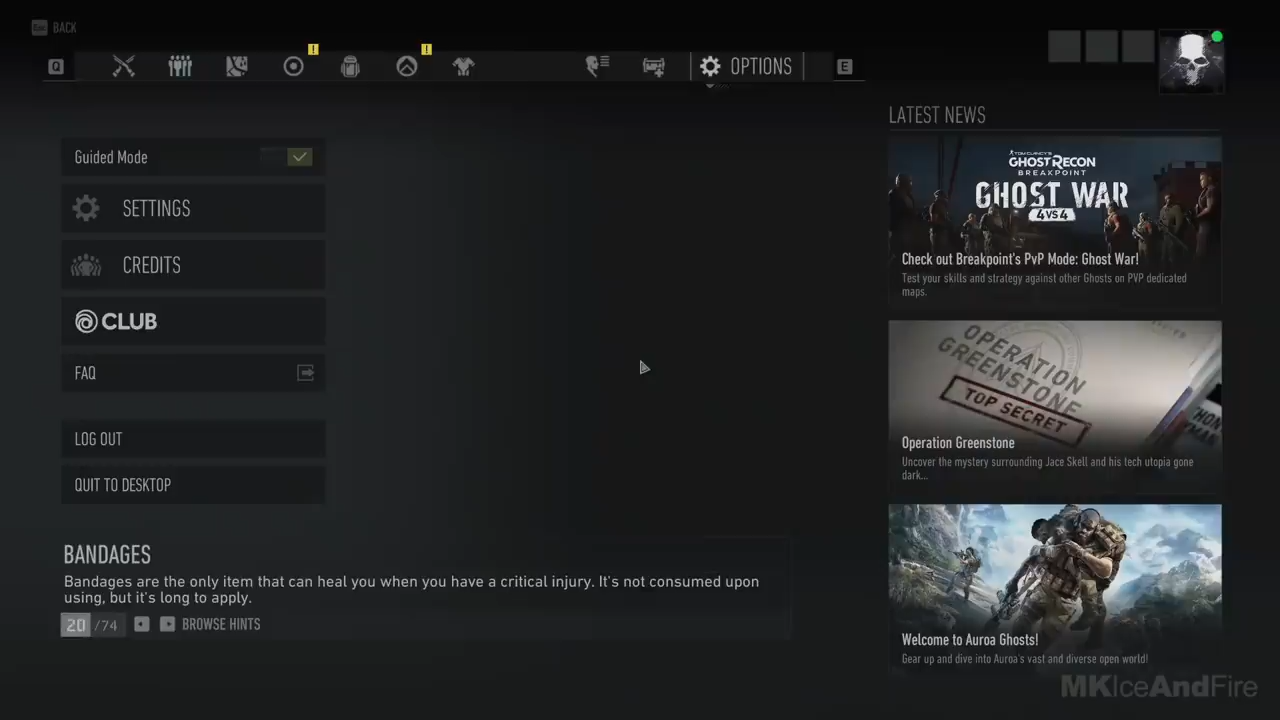 Esc BACK
Q
!
!
OPTIONS
E
Guided Mode
SETTINGS
CREDITS
CLUB
FAQ
LOG OUT
QUIT TO DESKTOP
BANDAGES
Bandages are the only item that can heal you when you have a critical injury. It's not consumed upon
using, but it's long to apply.
20 /74
BROWSE HINTS
LATEST NEWS
TOM CLANCY'S
GHOST RECON
BREAKPOINT
GHOST WAR
4 VS 4
Check out Breakpoint's PvP Mode: Ghost War!
Test your skills and strategy against other Ghosts on PVP dedicated
maps.
OPERATION
GREENSTONE
TOP SECRET
Operation Greenstone
Uncover the mystery surrounding Jace Skell and his tech utopia gone
dark...
Welcome to Auroa Ghosts!
Gear up and dive into Auroa's vast and diverse open world!
MKIceAndFire